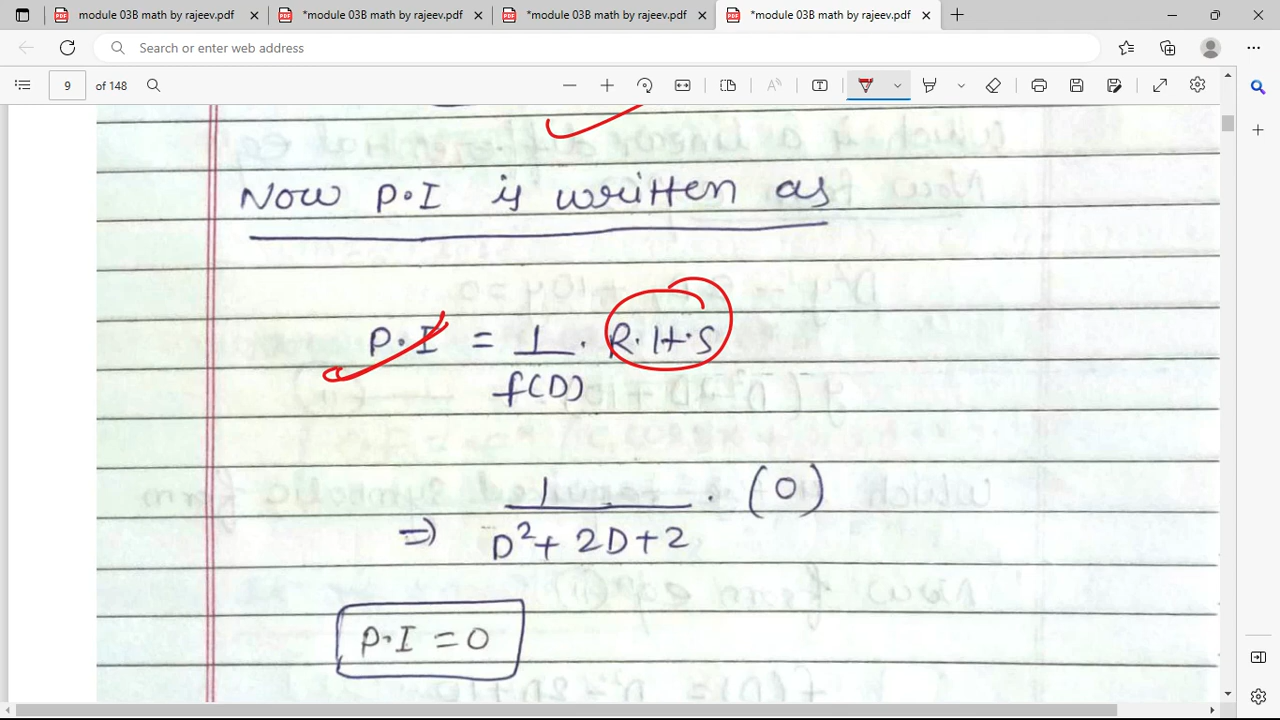 module 03B math by rajeev.pdf
*module 03B math by rajeev.pdf
*module 03B math by rajeev.pdf
*module 03B math by rajeev.pdf
Search or enter web address
9 of 148
Now P.I is written as
P.I = 1/f(D) . R.H.S
=) 1/D²+ 2D+2 . (0)
P.I = 0